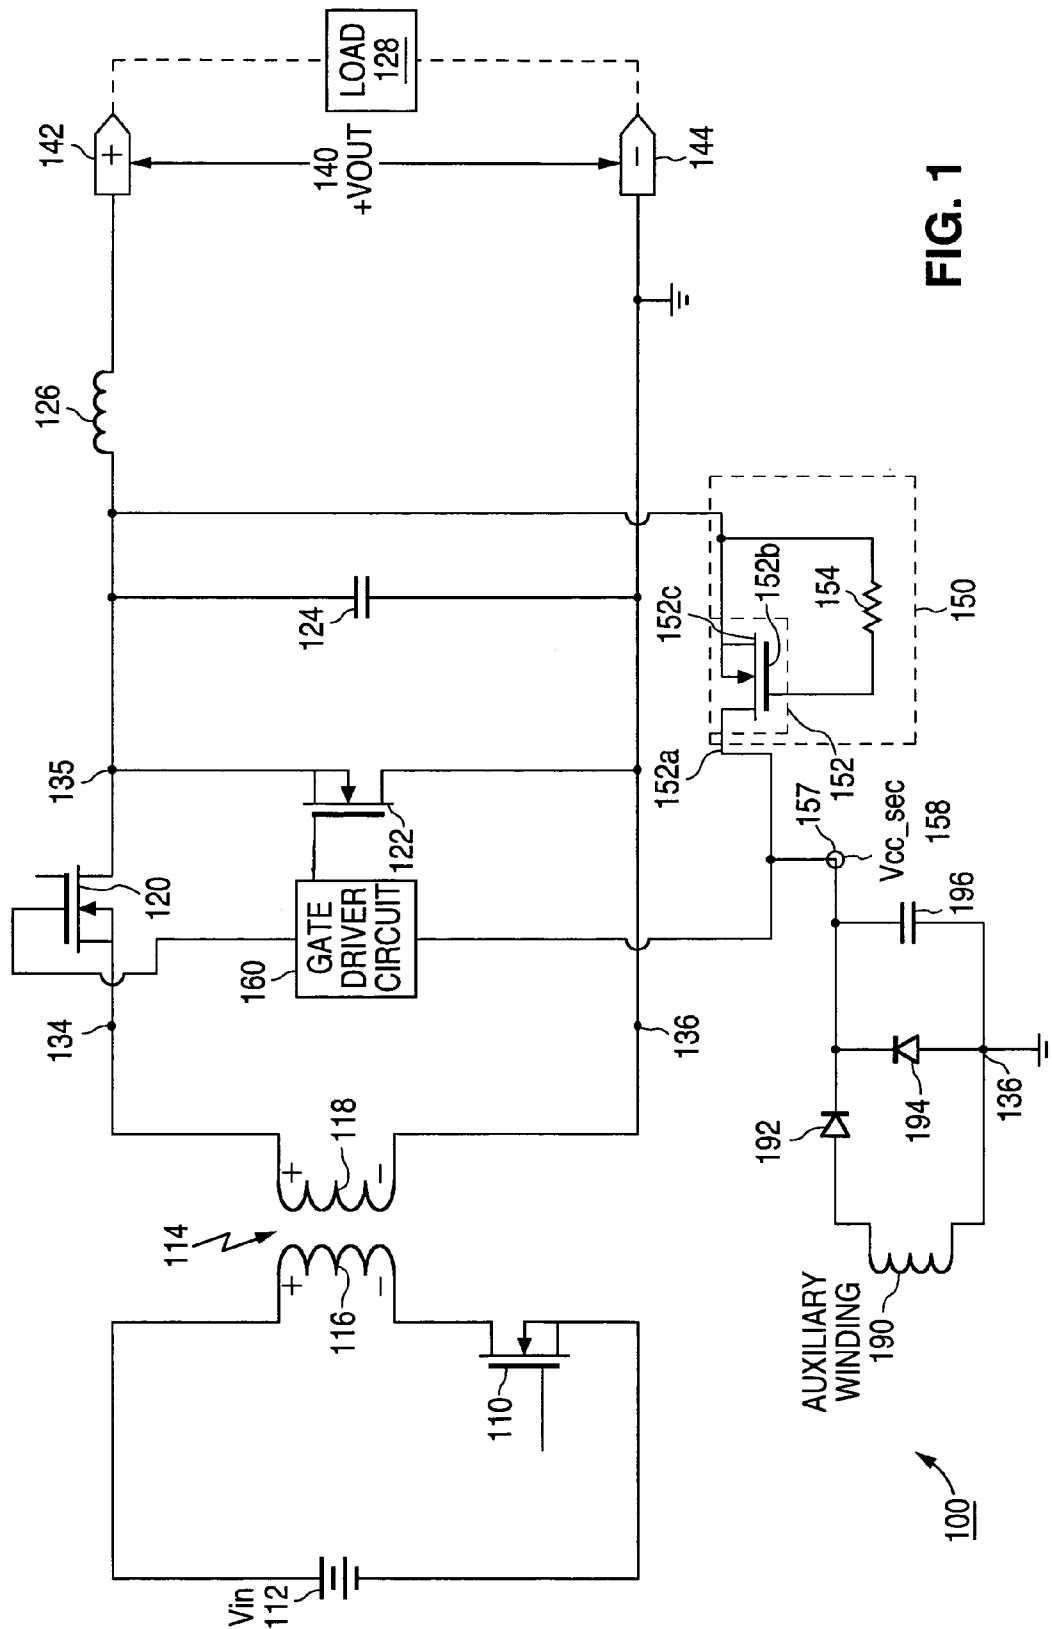 142
+
LOAD
128
140
+VOUT
−
144
126
FIG. 1
135
120
124
152c
152b
154
150
152a
152
157
Vcc_sec
158
122
GATE
DRIVER
CIRCUIT
160
196
134
136
194
136
192
118
+
−
114
+
−
116
AUXILIARY
WINDING
190
110
100
Vin
112